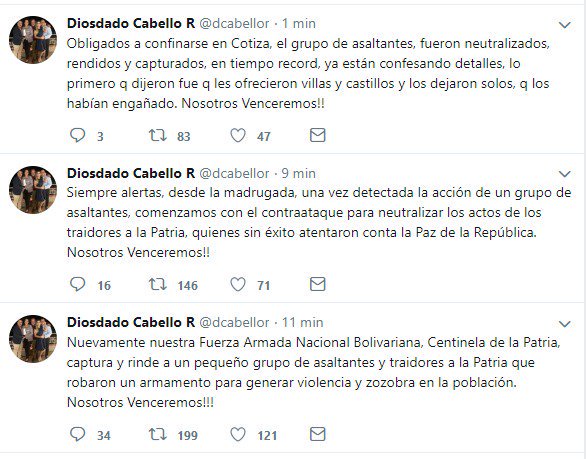 Diosdado Cabello R @dcabellor · 1 min
Obligados a confinarse en Cotiza, el grupo de asaltantes, fueron neutralizados,
rendidos y capturados, en tiempo record, ya están confesando detalles, lo
primero q dijeron fue q les ofrecieron villas y castillos y los dejaron solos, q los
habían engañado. Nosotros Venceremos!!
3 83 47
Diosdado Cabello R @dcabellor · 9 min
Siempre alertas, desde la madrugada, una vez detectada la acción de un grupo de
asaltantes, comenzamos con el contraataque para neutralizar los actos de los
traidores a la Patria, quienes sin éxito atentaron conta la Paz de la República.
Nosotros Venceremos!!
16 146 71
Diosdado Cabello R @dcabellor · 11 min
Nuevamente nuestra Fuerza Armada Nacional Bolivariana, Centinela de la Patria,
captura y rinde a un pequeño grupo de asaltantes y traidores a la Patria que
robaron un armamento para generar violencia y zozobra en la población.
Nosotros Venceremos!!!
34 199 121